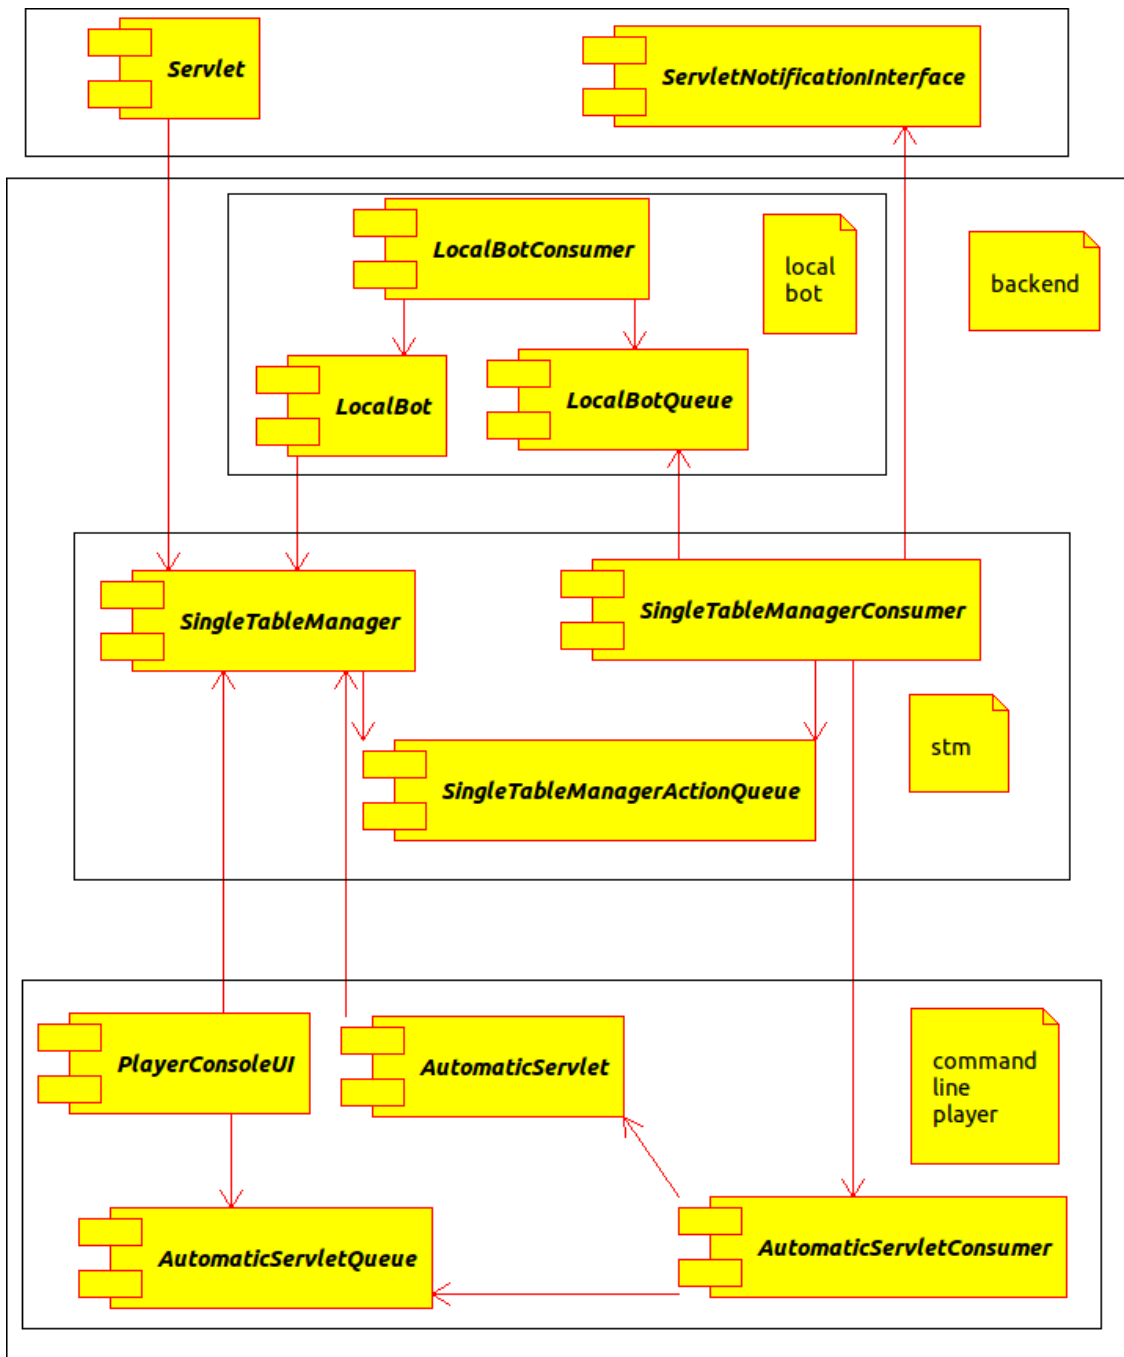 Servlet
ServletNotificationInterface
LocalBotConsumer
local
bot
backend
LocalBot
LocalBotQueue
SingleTableManager
SingleTableManagerConsumer
stm
SingleTableManagerActionQueue
PlayerConsoleUI
AutomaticServlet
command
line
player
AutomaticServletQueue
AutomaticServletConsumer